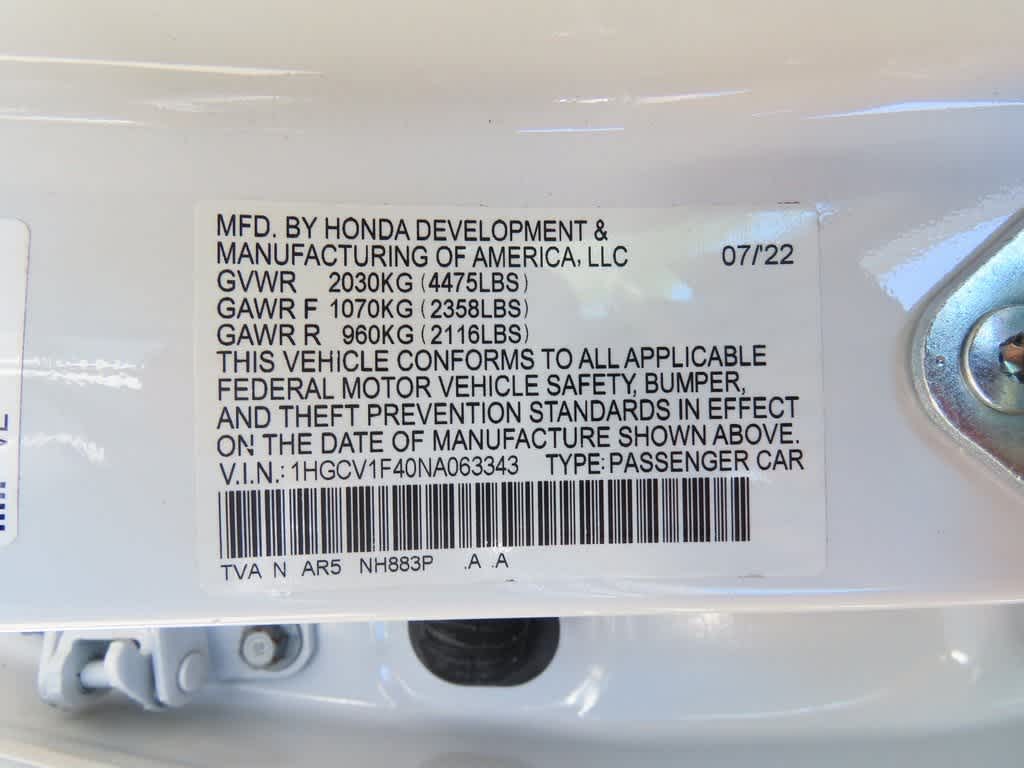 MFD. BY HONDA DEVELOPMENT &
MANUFACTURING OF AMERICA, LLC 07/'22
GVWR 2030KG (4475LBS)
GAWR F 1070KG (2358LBS)
GAWR R 960KG (2116LBS)
THIS VEHICLE CONFORMS TO ALL APPLICABLE
FEDERAL MOTOR VEHICLE SAFETY, BUMPER,
AND THEFT PREVENTION STANDARDS IN EFFECT
ON THE DATE OF MANUFACTURE SHOWN ABOVE.
V.I.N.: 1HGCV1F40NA063343 TYPE: PASSENGER CAR
TVA N AR5 NH883P .A .A